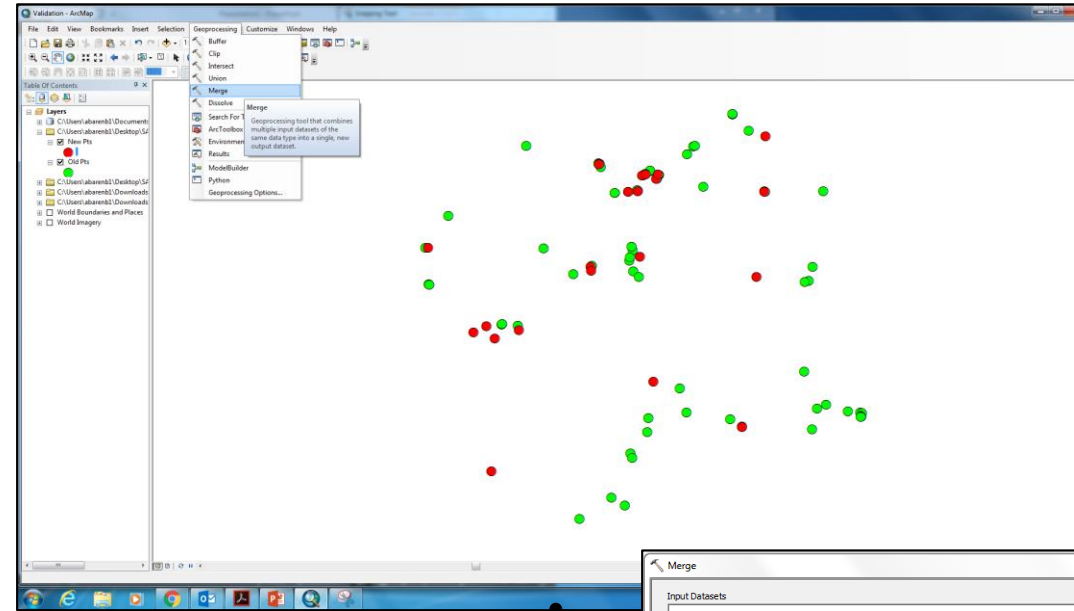 Validation - ArcMap
File Edit View Bookmarks Insert Selection Geoprocessing Customize Windows Help
Buffer
Clip
Intersect
Union
Merge
Dissolve
Search For T
ArcToolbox
Environmen
Results
ModelBuilder
Python
Geoprocessing Options...
Merge
Geoprocessing tool that combines
multiple input datasets of the
same data type into a single, new
output dataset.
Table Of Contents
Layers
C:\Users\abarenb1\Documents
C:\Users\abarenb1\Desktop\SA
New Pts
Old Pts
C:\Users\abarenb1\Desktop\SA
C:\Users\abarenb1\Downloads
C:\Users\abarenb1\Downloads
World Boundaries and Places
World Imagery
Merge
Input Datasets